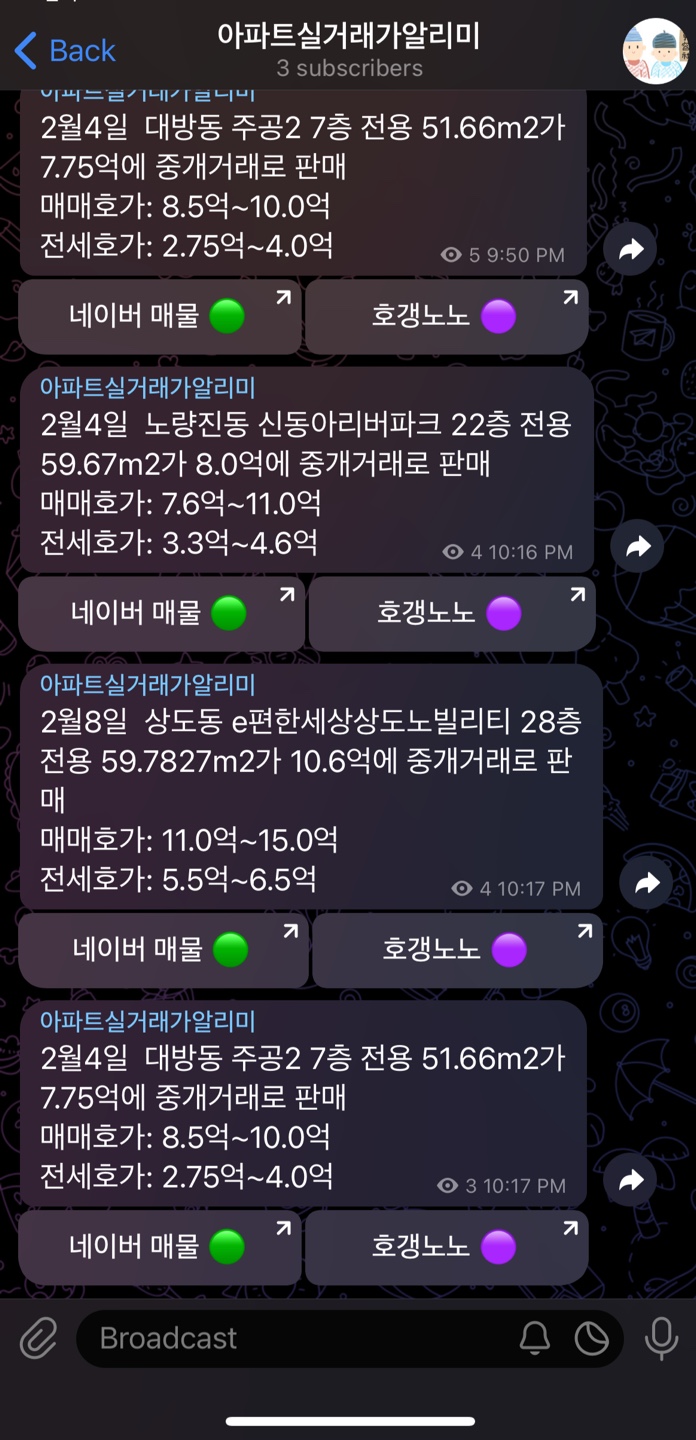 Back
아파트실거래가알리미
3 subscribers
아파트실거래가알리미
2월4일 대방동 주공2 7층 전용 51.66m2가
7.75억에 중개거래로 판매
매매호가: 8.5억~10.0억
전세호가: 2.75억~4.0억
5 9:50 PM
네이버 매물
호갱노노
아파트실거래가알리미
2월4일 노량진동 신동아리버파크 22층 전용
59.67m2가 8.0억에 중개거래로 판매
매매호가: 7.6억~11.0억
전세호가: 3.3억~4.6억
4 10:16 PM
네이버 매물
호갱노노
아파트실거래가알리미
2월8일 상도동 e편한세상상도노빌리티 28층
전용 59.7827m2가 10.6억에 중개거래로 판
매
매매호가: 11.0억~15.0억
전세호가: 5.5억~6.5억
4 10:17 PM
네이버 매물
호갱노노
아파트실거래가알리미
2월4일 대방동 주공2 7층 전용 51.66m2가
7.75억에 중개거래로 판매
매매호가: 8.5억~10.0억
전세호가: 2.75억~4.0억
3 10:17 PM
네이버 매물
호갱노노
Broadcast